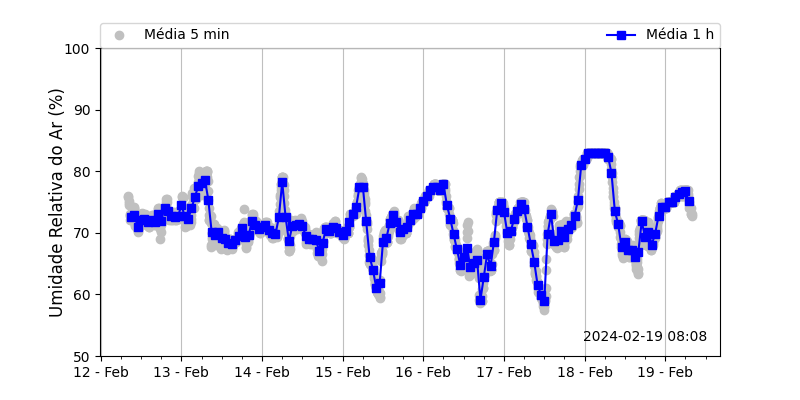 Média 5 min
Média 1 h
Umidade Relativa do Ar (%)
100
90
80
70
60
50
2024-02-19 08:08
12 - Feb
13 - Feb
14 - Feb
15 - Feb
16 - Feb
17 - Feb
18 - Feb
19 - Feb